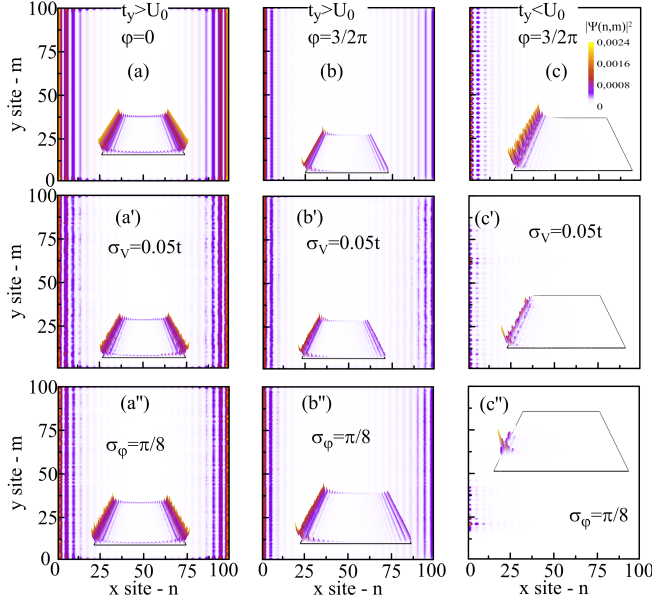 t_y>U_0
φ=0
(a)
t_y>U_0
φ=3/2π
(b)
t_y<U_0
φ=3/2π
(c)
|Ψ(n,m)|²
0,0024
0,0016
0,0008
0
y site - m
100
75
50
25
0
(a')
σ_V=0.05t
(b')
σ_V=0.05t
(c')
σ_V=0.05t
y site - m
100
75
50
25
0
(a'')
σ_φ=π/8
(b'')
σ_φ=π/8
(c'')
σ_φ=π/8
y site - m
100
75
50
25
0
25 50 75 100
25 50 75 100
0 25 50 75 100
x site - n
x site - n
x site - n